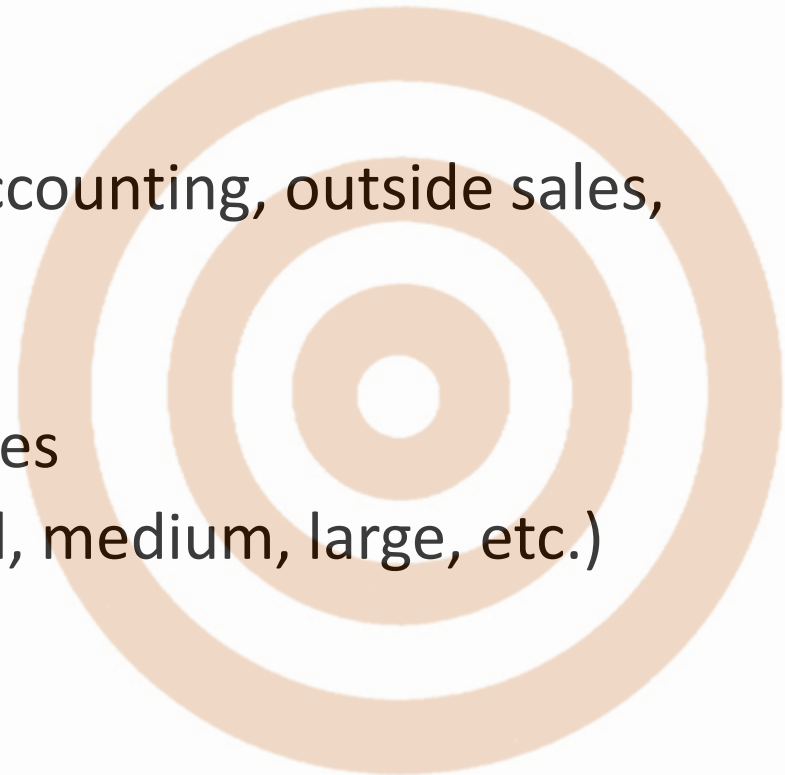 ccounting, outside sales,
es
l, medium, large, etc.)